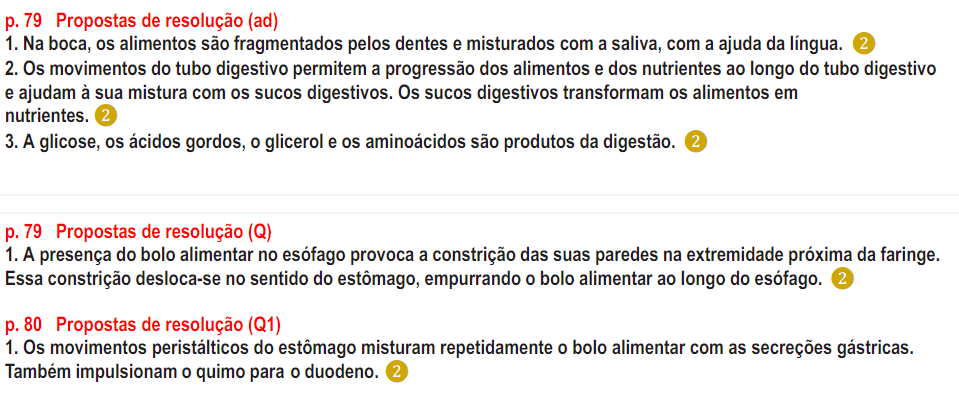 p. 79 Propostas de resolução (ad)
1. Na boca, os alimentos são fragmentados pelos dentes e misturados com a saliva, com a ajuda da língua. 2
2. Os movimentos do tubo digestivo permitem a progressão dos alimentos e dos nutrientes ao longo do tubo digestivo
e ajudam à sua mistura com os sucos digestivos. Os sucos digestivos transformam os alimentos em
nutrientes. 2
3. A glicose, os ácidos gordos, o glicerol e os aminoácidos são produtos da digestão. 2
p. 79 Propostas de resolução (Q)
1. A presença do bolo alimentar no esófago provoca a constrição das suas paredes na extremidade próxima da faringe.
Essa constrição desloca-se no sentido do estômago, empurrando o bolo alimentar ao longo do esófago. 2
p. 80 Propostas de resolução (Q1)
1. Os movimentos peristálticos do estômago misturam repetidamente o bolo alimentar com as secreções gástricas.
Também impulsionam o quimo para o duodeno. 2